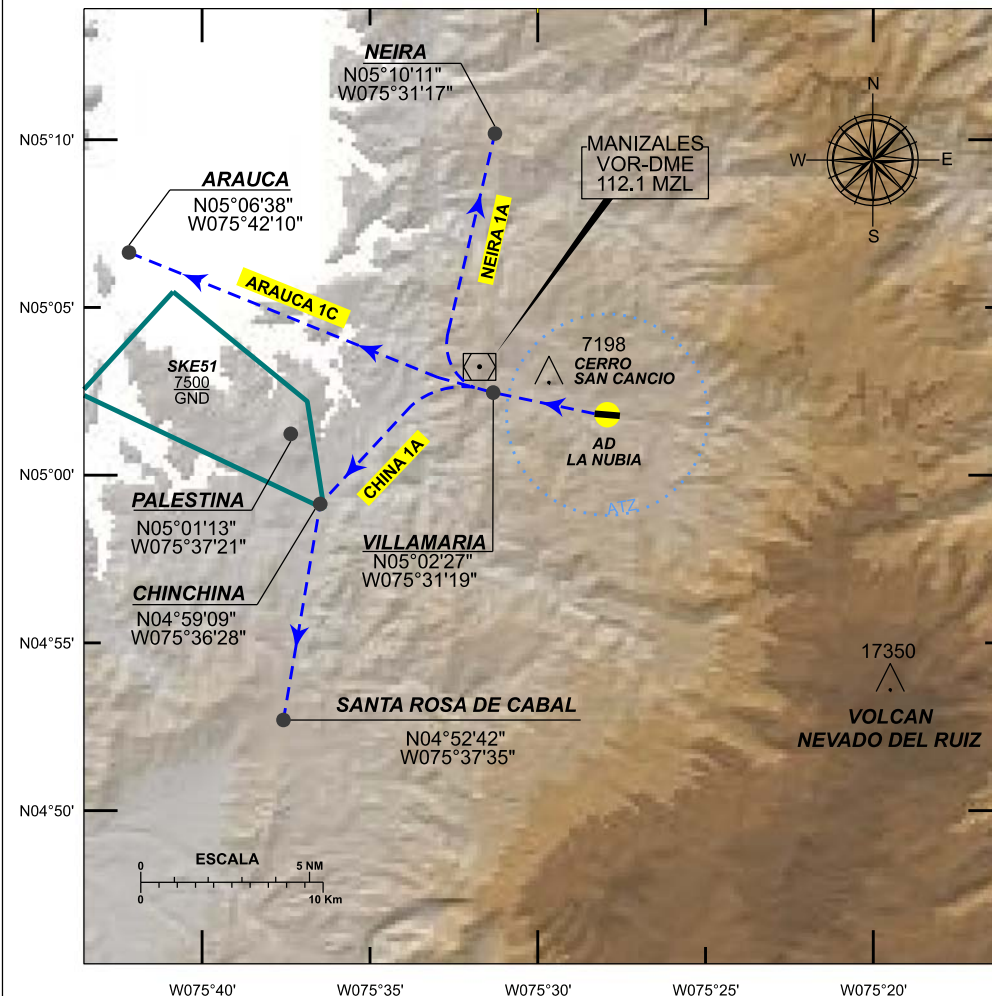 NEIRA
N05°10'11"
W075°31'17"
N
W
E
S
MANIZALES
VOR-DME
112.1 MZL
N05°10'
ARAUCA
N05°06'38"
W075°42'10"
NEIRA 1A
ARAUCA 1C
N05°05'
7198
CERRO
SAN CANCIO
SKE51
7500
GND
AD
LA NUBIA
CHINA 1A
N05°00'
ATZ
PALESTINA
N05°01'13"
W075°37'21"
VILLAMARIA
N05°02'27"
W075°31'19"
CHINCHINA
N04°59'09"
W075°36'28"
N04°55'
17350
VOLCAN
NEVADO DEL RUIZ
SANTA ROSA DE CABAL
N04°52'42"
W075°37'35"
N04°50'
ESCALA
0
5 NM
0
10 Km
W075°40'
W075°35'
W075°30'
W075°25'
W075°20'